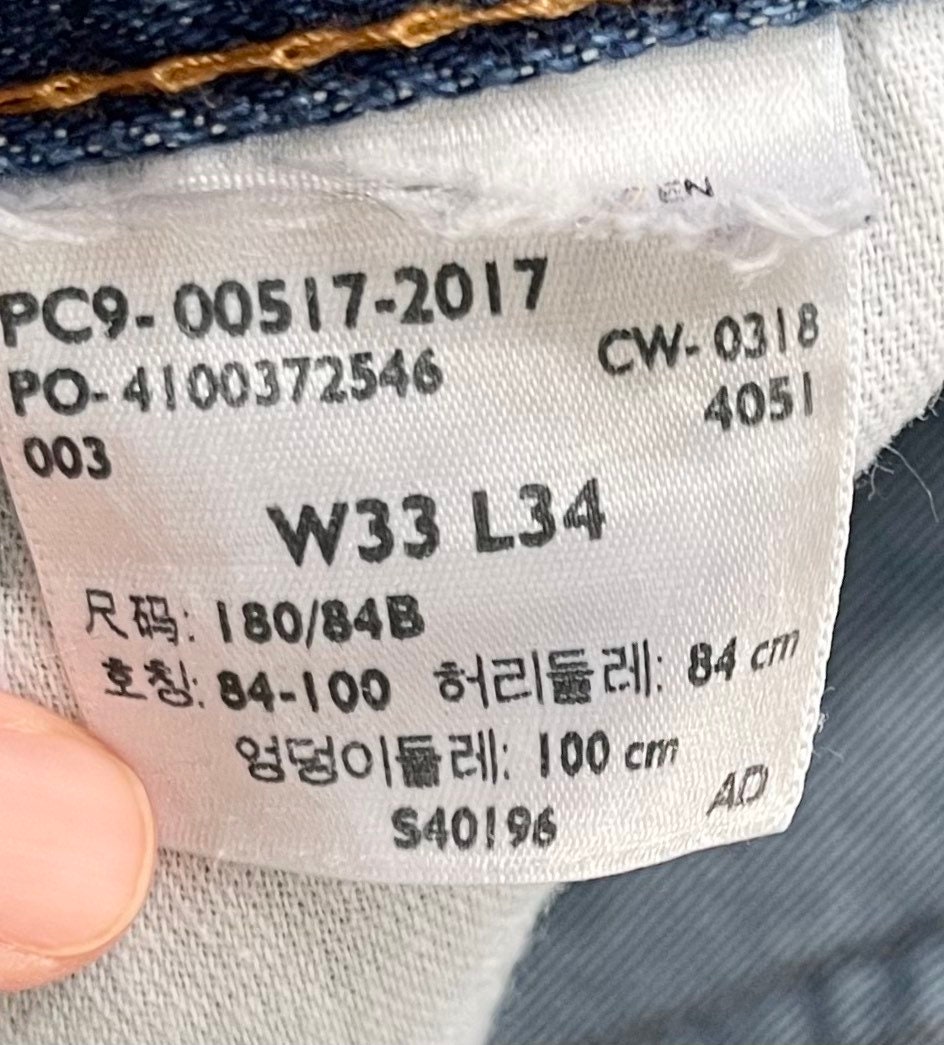 EN
PC9-00517-2017
PO-4100372546
CW-0318
003
4051
W33 L34
尺码: 180/84B
호칭: 84-100 허리둘레: 84 cm
엉덩이둘레: 100 cm
S40196
AD